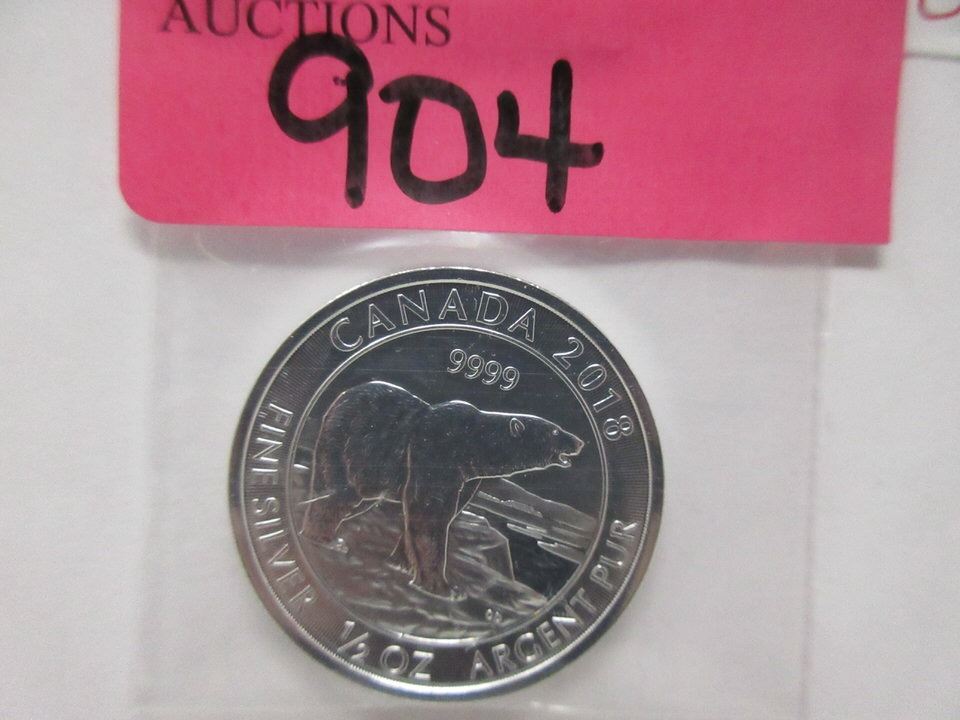 AUCTIONS
904
CANADA 2018
9999
FINE SILVER 1/2 OZ ARGENT PUR